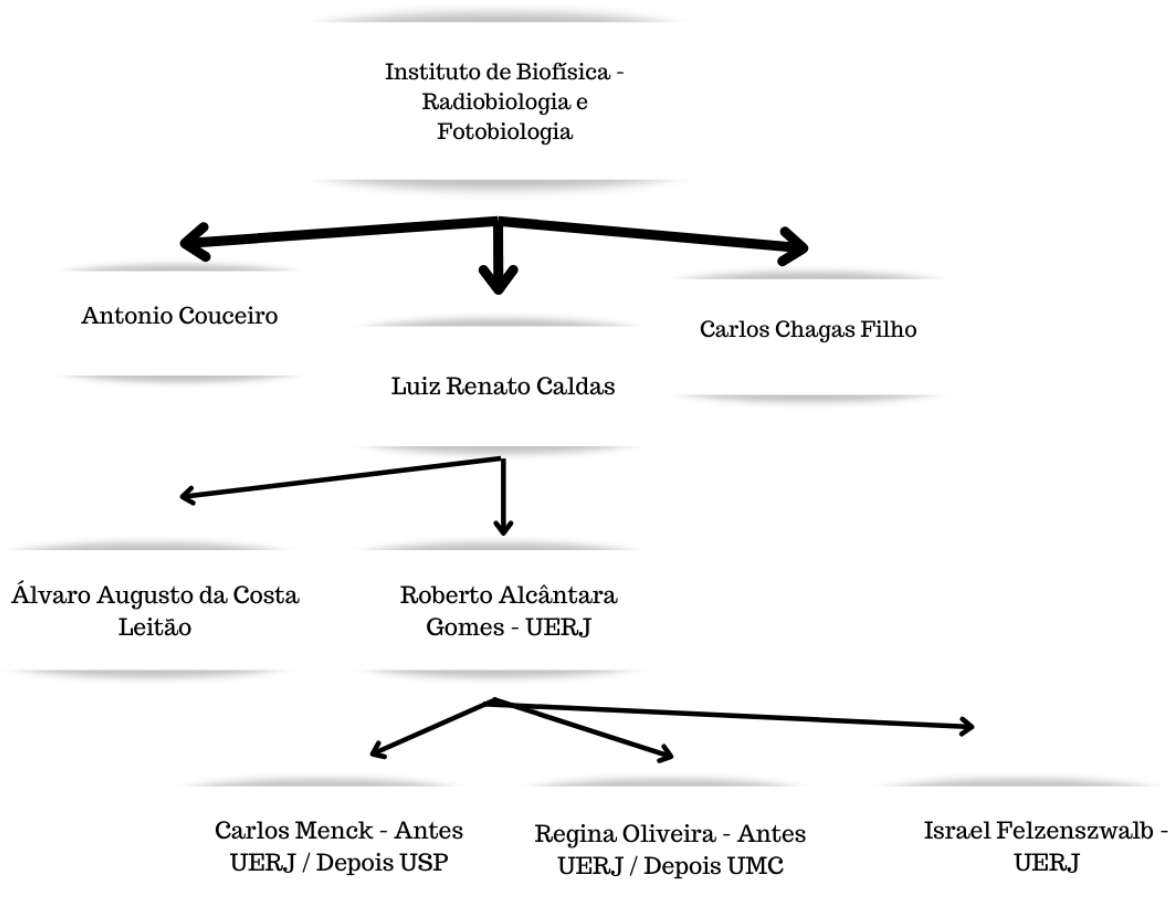 Instituto de Biofísica -
Radiobiologia e
Fotobiologia
Antonio Couceiro
Luiz Renato Caldas
Carlos Chagas Filho
Álvaro Augusto da Costa
Leitão
Roberto Alcântara
Gomes - UERJ
Carlos Menck - Antes
UERJ / Depois USP
Regina Oliveira - Antes
UERJ / Depois UMC
Israel Felzenszwalb -
UERJ